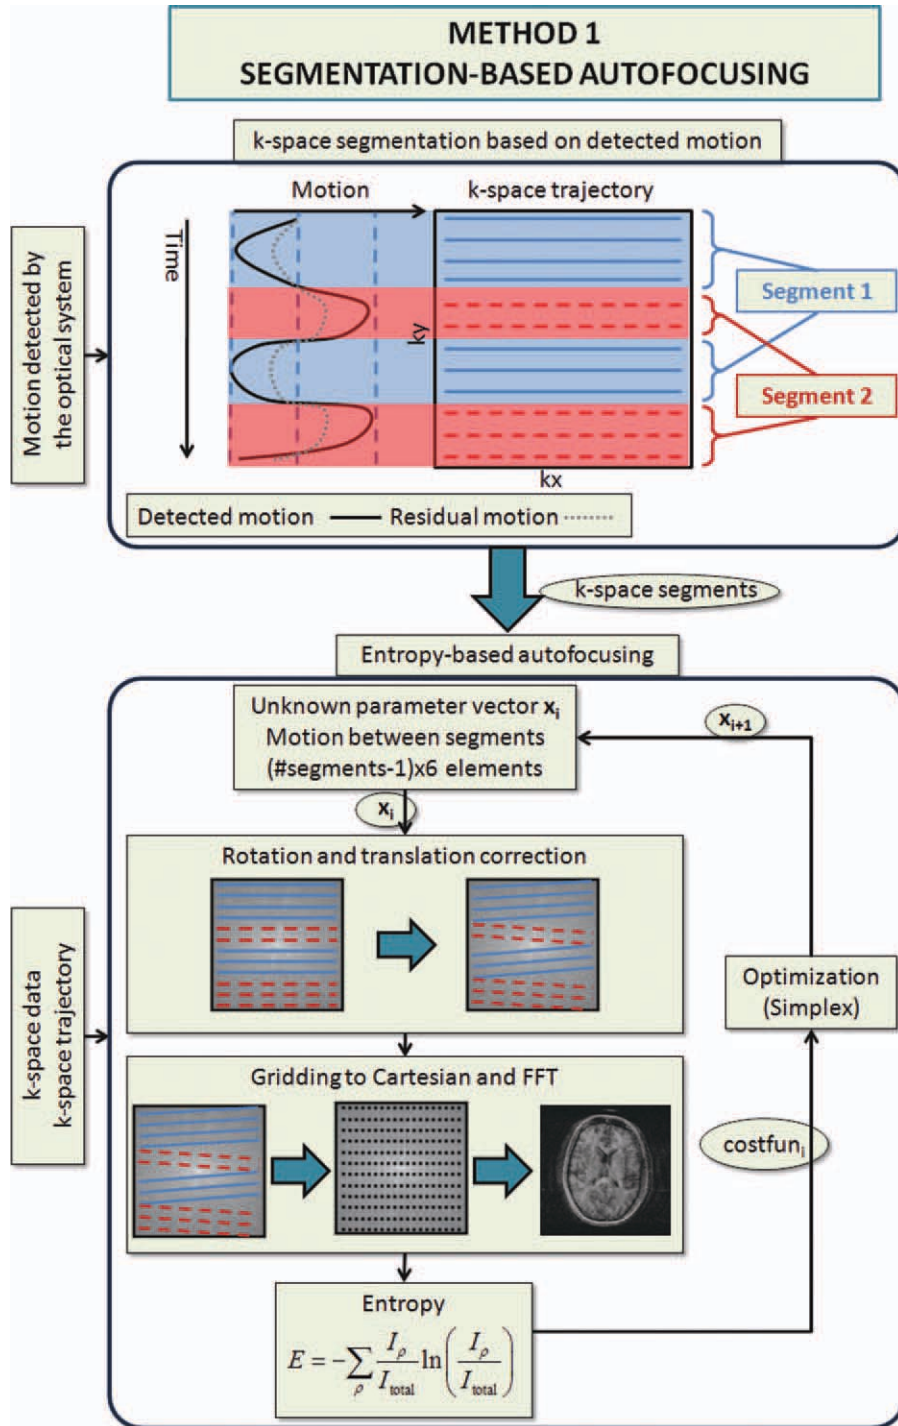 METHOD 1
SEGMENTATION-BASED AUTOFOCUSING
k-space segmentation based on detected motion
Motion detected by
the optical system
Motion
k-space trajectory
Time
ky
kx
Segment 1
Segment 2
Detected motion
Residual motion
k-space segments
Entropy-based autofocusing
Unknown parameter vector xᵢ
Motion between segments
(#segments-1)x6 elements
xᵢ₊₁
xᵢ
Rotation and translation correction
k-space data
k-space trajectory
Optimization
(Simplex)
Gridding to Cartesian and FFT
costfunᵢ
Entropy
E = −∑ρ Iρ/Itotal ln(Iρ/Itotal)